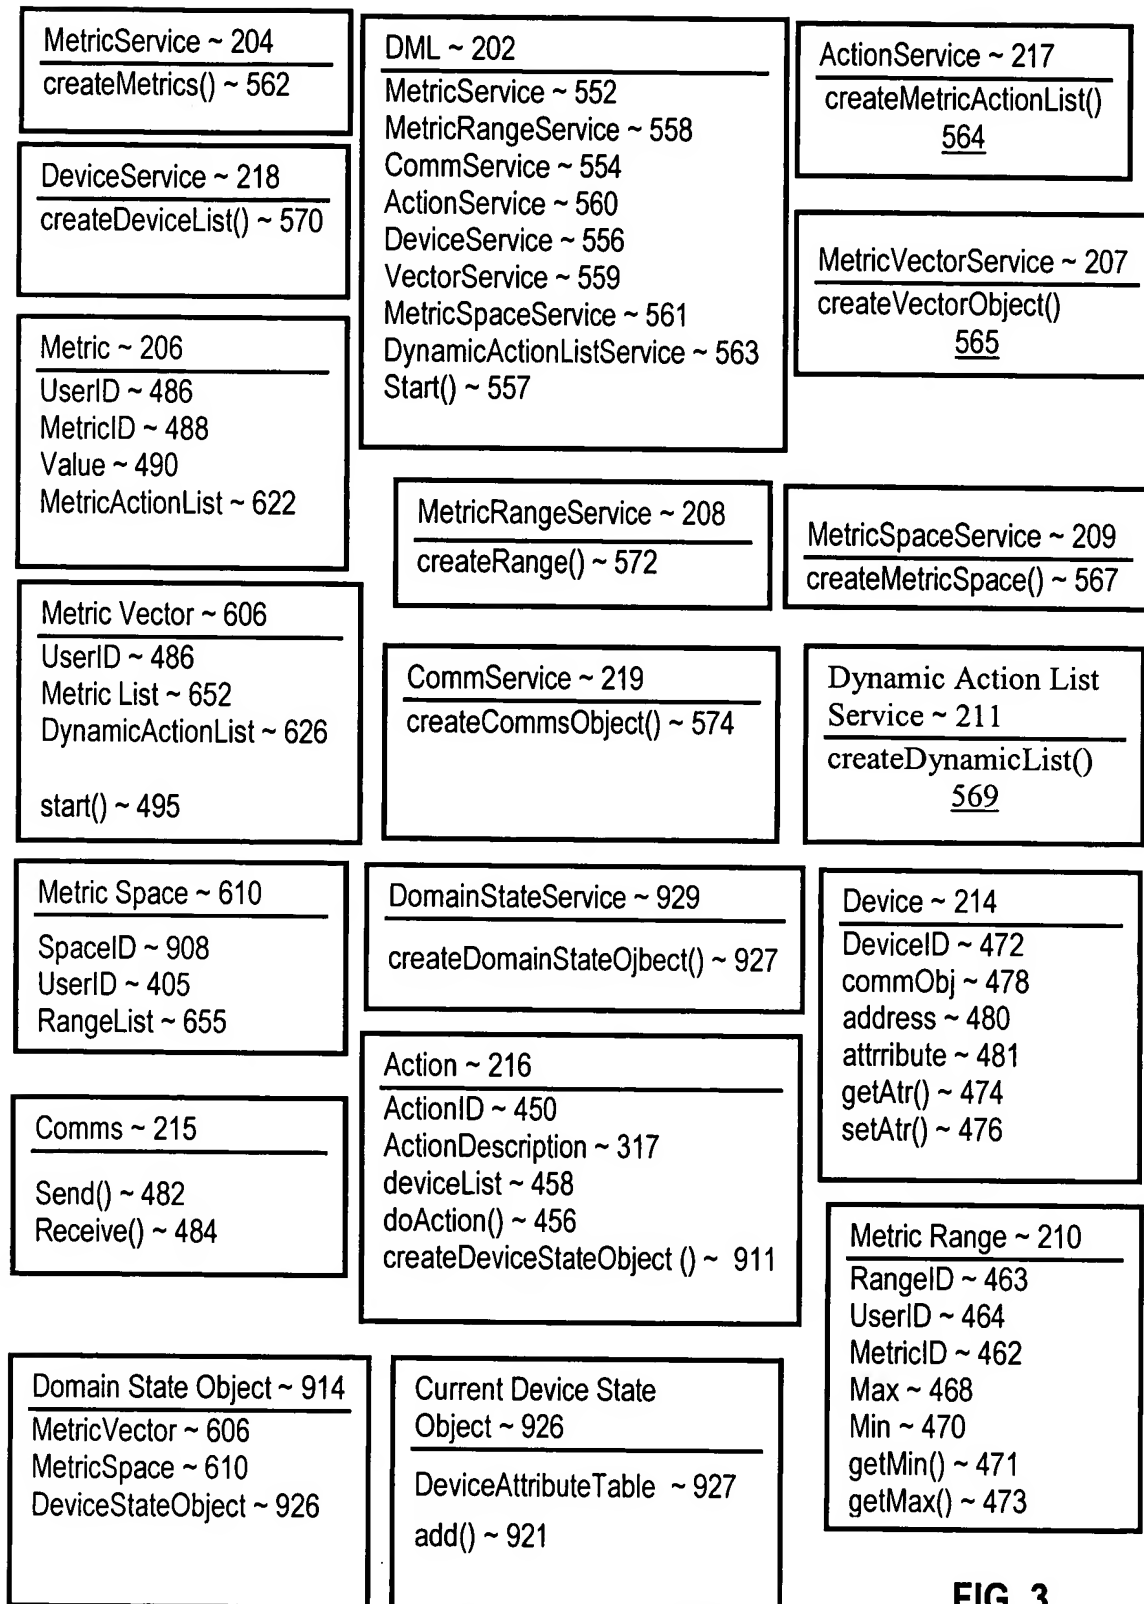 MetricService ~ 204
createMetrics() ~ 562
DeviceService ~ 218
createDeviceList() ~ 570
Metric ~ 206
UserID ~ 486
MetricID ~ 488
Value ~ 490
MetricActionList ~ 622
Metric Vector ~ 606
UserID ~ 486
Metric List ~ 652
DynamicActionList ~ 626
start() ~ 495
Metric Space ~ 610
SpaceID ~ 908
UserID ~ 405
RangeList ~ 655
Comms ~ 215
Send() ~ 482
Receive() ~ 484
Domain State Object ~ 914
MetricVector ~ 606
MetricSpace ~ 610
DeviceStateObject ~ 926
DML ~ 202
MetricService ~ 552
MetricRangeService ~ 558
CommService ~ 554
ActionService ~ 560
DeviceService ~ 556
VectorService ~ 559
MetricSpaceService ~ 561
DynamicActionListService ~ 563
Start() ~ 557
MetricRangeService ~ 208
createRange() ~ 572
CommService ~ 219
createCommsObject() ~ 574
DomainStateService ~ 929
createDomainStateOjbect() ~ 927
Action ~ 216
ActionID ~ 450
ActionDescription ~ 317
deviceList ~ 458
doAction() ~ 456
createDeviceStateObject () ~ 911
Current Device State
Object ~ 926
DeviceAttributeTable ~ 927
add() ~ 921
ActionService ~ 217
createMetricActionList()
564
MetricVectorService ~ 207
createVectorObject()
565
MetricSpaceService ~ 209
createMetricSpace() ~ 567
Dynamic Action List
Service ~ 211
createDynamicList()
569
Device ~ 214
DeviceID ~ 472
commObj ~ 478
address ~ 480
attrribute ~ 481
getAtr() ~ 474
setAtr() ~ 476
Metric Range ~ 210
RangeID ~ 463
UserID ~ 464
MetricID ~ 462
Max ~ 468
Min ~ 470
getMin() ~ 471
getMax() ~ 473
FIG. 3